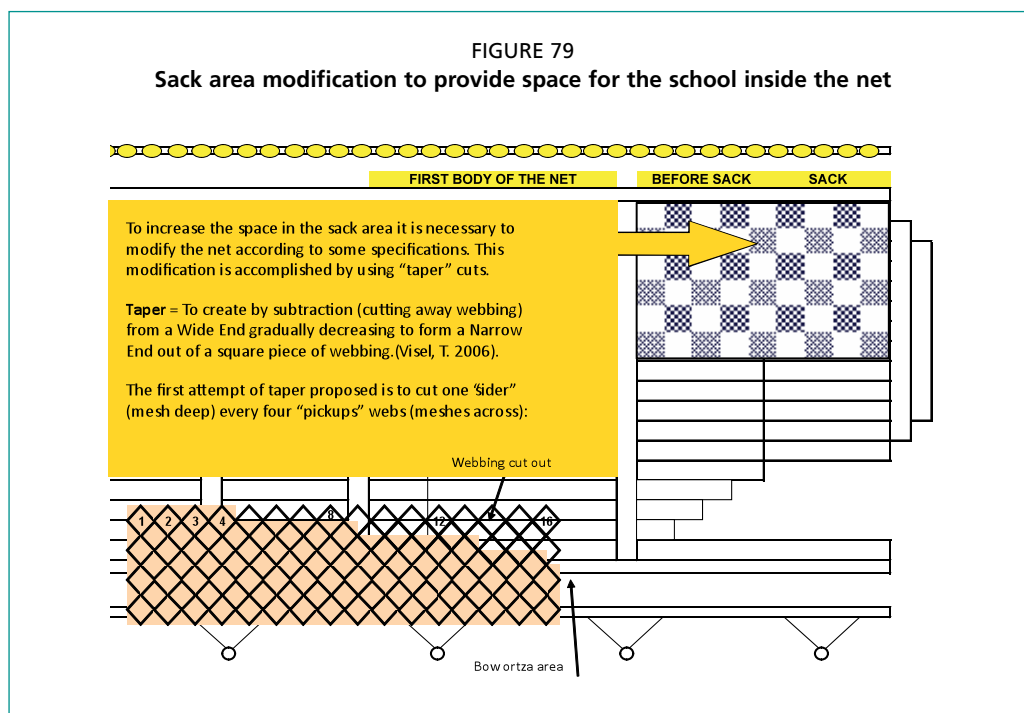 FIGURE 79
Sack area modification to provide space for the school inside the net
FIRST BODY OF THE NET
BEFORE SACK
SACK
To increase the space in the sack area it is necessary to
modify the net according to some specifications. This
modification is accomplished by using “taper” cuts.
Taper = To create by subtraction (cutting away webbing)
from a Wide End gradually decreasing to form a Narrow
End out of a square piece of webbing.(Visel, T. 2006).
The first attempt of taper proposed is to cut one “sider”
(mesh deep) every four “pickups” webs (meshes across):
Webbing cut out
1 2 3 4 8 12 16
Bow ortza area